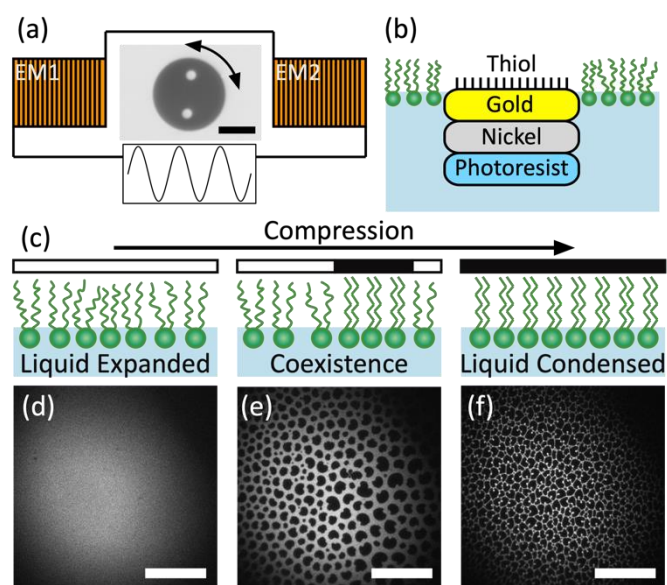 (a)
EM1
EM2
(b)
Thiol
Gold
Nickel
Photoresist
(c)
Compression
Liquid Expanded
Coexistence
Liquid Condensed
(d)
(e)
(f)